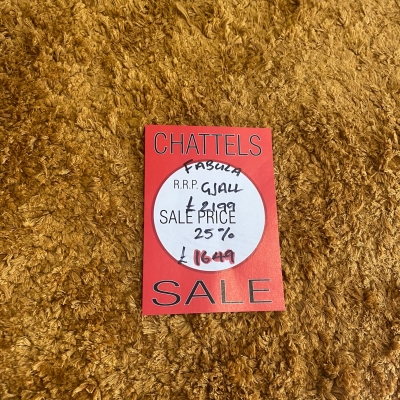 CHATTELS
FABULA
R.R.P. GJALL
£2199
SALE PRICE
25%
£1649
SALE